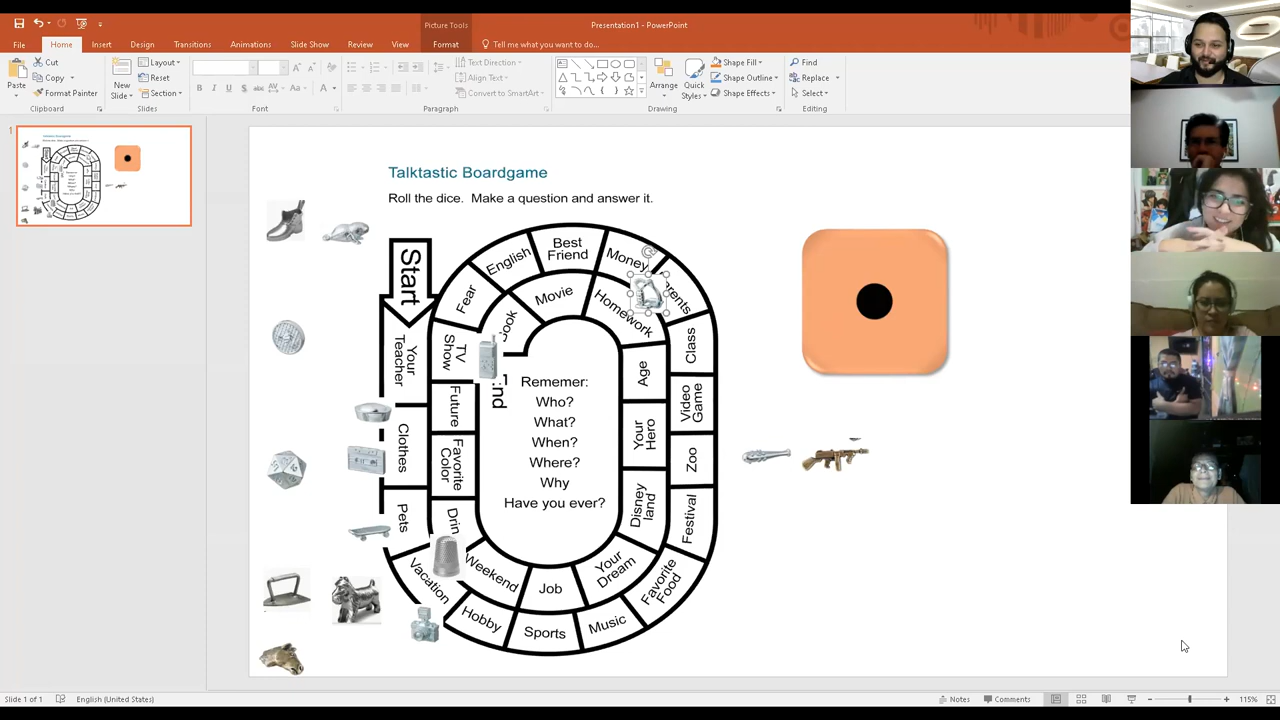 Picture Tools
Presentation1 - PowerPoint
File
Home
Insert
Design
Transitions
Animations
Slide Show
Review
View
Format
Tell me what you want to do...
Paste
Cut
Copy
Format Painter
Clipboard
New Slide
Layout
Reset
Section
Slides
Font
Text Direction
Align Text
Convert to SmartArt
Paragraph
Arrange
Quick Styles
Shape Fill
Shape Outline
Shape Effects
Drawing
Find
Replace
Select
Editing
1
Talktastic Boardgame
Roll the dice. Make a question and answer it.
Start
Your Teacher
Clothes
Pets
Vacation
Hobby
Sports
Music
Favorite Food
Festival
Zoo
Video Game
Class
Money
Best Friend
English
Fear
TV Show
Future
Favorite Color
Drin
Weekend
Job
Your Dream
Disney land
Your Hero
Age
Homework
Movie
Rememer:
Who?
What?
When?
Where?
Why
Have you ever?
Slide 1 of 1
English (United States)
Notes
Comments
115%